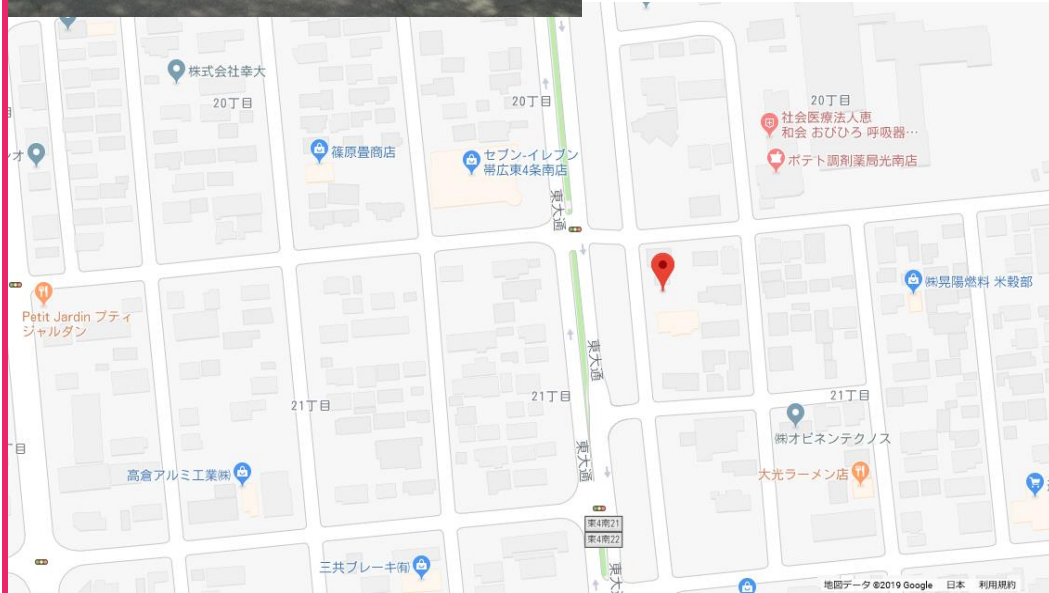 株式会社幸大
20丁目
篠原畳商店
20丁目
セブン-イレブン
帯広東4条南店
東大通
20丁目
社会医療法人恵
和会 おびひろ 呼吸器…
ポテト調剤薬局光南店
オ
Petit Jardin プティ
ジャルダン
㈱晃陽燃料 米穀部
東大通
21丁目
21丁目
21丁目
㈱オビネンテクノス
目
高倉アルミ工業㈱
東大通
大光ラーメン店
東4南21
東4南22
三共ブレーキ㈲
東大
地図データ ©2019 Google 日本 利用規約